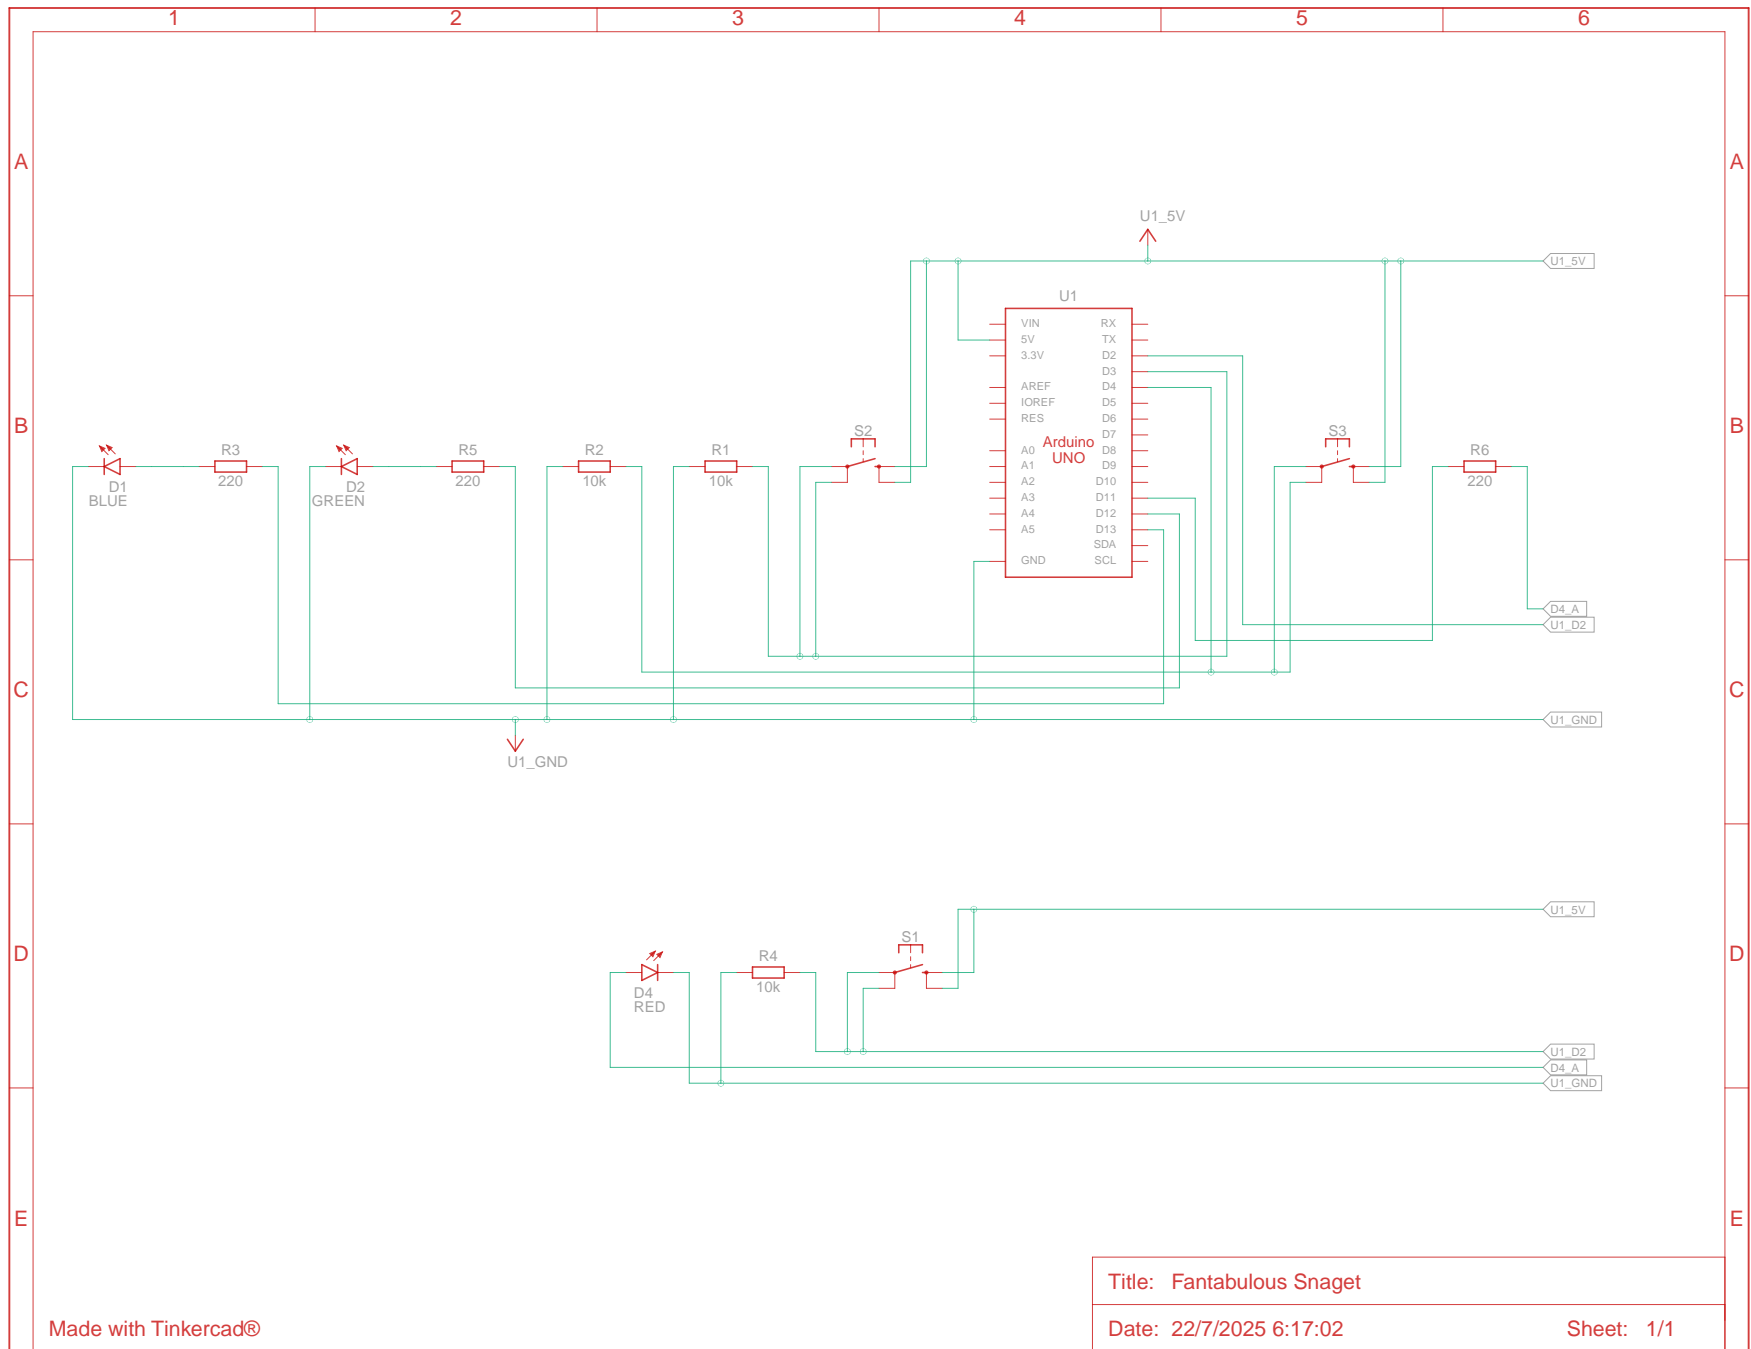 1 2 3 4 5 6
A A
U1_5V
U1_5V
U1
VIN RX
5V TX
3.3V D2
D3
AREF D4
IOREF D5
RES D6
D7
A0 D8
A1 D9
A2 D10
A3 D11
A4 D12
A5 D13
SDA
GND SCL
Arduino
UNO
B B
D1
BLUE
R3
220
D2
GREEN
R5
220
R2
10k
R1
10k
S2
S3
R6
220
D4_A
U1_D2
C C
U1_GND
U1_GND
U1_5V
D D
D4
RED
R4
10k
S1
U1_D2
D4_A
U1_GND
E E
Title: Fantabulous Snaget
Made with Tinkercad®
Date: 22/7/2025 6:17:02 Sheet: 1/1